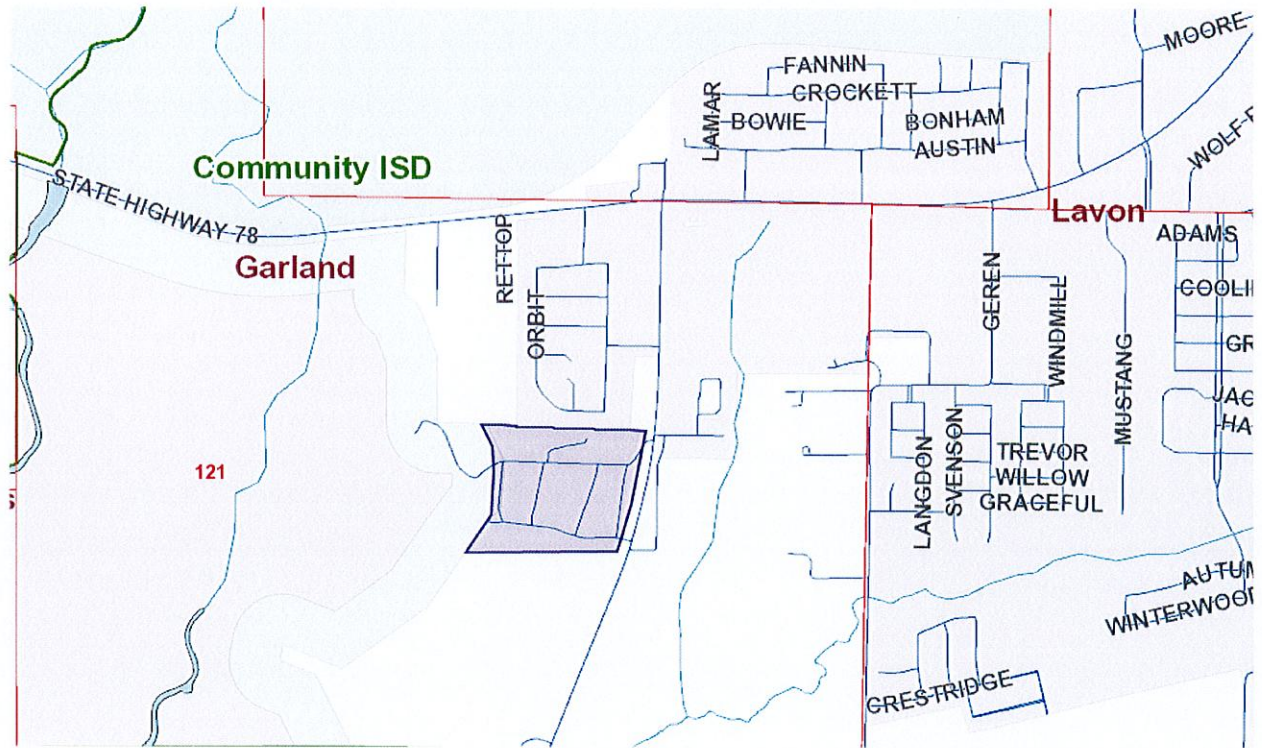 MOORE
FANNIN
CROCKETT
LAMAR
BOWIE
BONHAM
AUSTIN
WOLF-
Community ISD
STATE HIGHWAY 78
Lavon
Garland
ADAMS
RETTOP
ORBIT
GEREN
WINDMILL
COOLI
GR
MUSTANG
JAC
HA
LANGDON
SVENSON
TREVOR
WILLOW
GRACEFUL
121
AUTUM
WINTERWOO
CRESTRIDGE